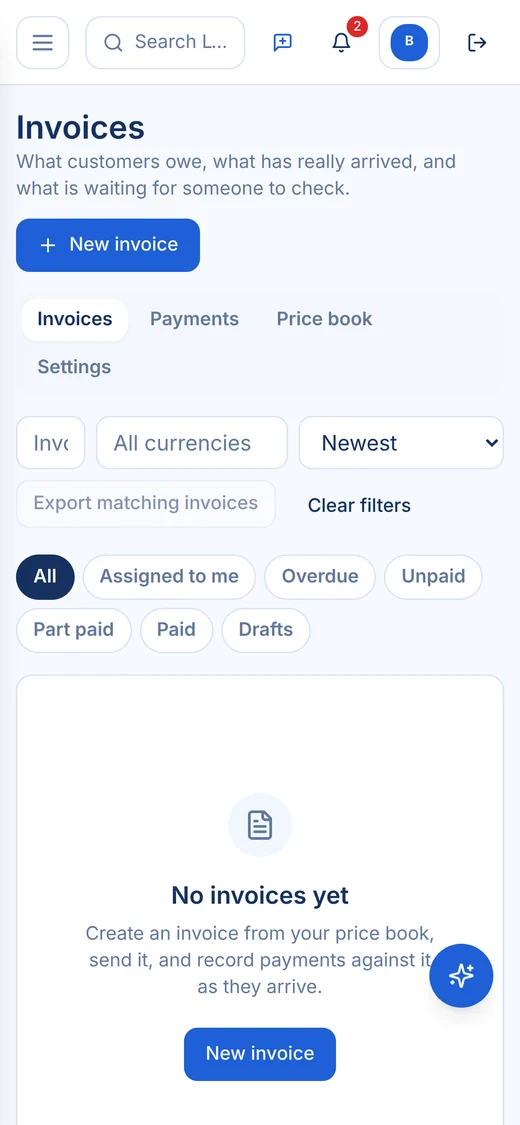 Search L...
2
B
Invoices
What customers owe, what has really arrived, and
what is waiting for someone to check.
New invoice
Invoices Payments Price book
Settings
All currencies Newest
Export matching invoices Clear filters
All Assigned to me Overdue Unpaid
Part paid Paid Drafts
No invoices yet
Create an invoice from your price book,
send it, and record payments against it
as they arrive.
New invoice